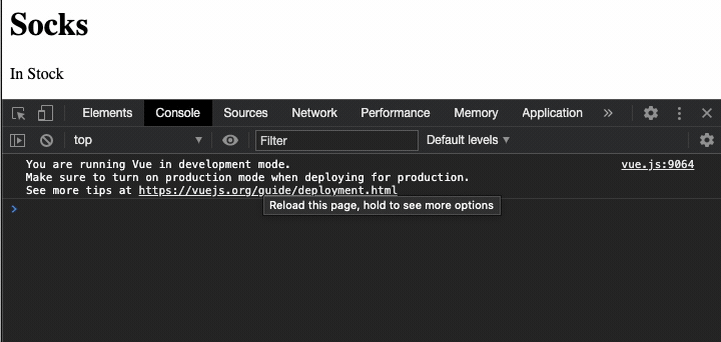 Socks
In Stock
Elements Console Sources Network Performance Memory Application »
top Filter Default levels
You are running Vue in development mode. vue.js:9064
Make sure to turn on production mode when deploying for production.
See more tips at https://vuejs.org/guide/deployment.html
Reload this page, hold to see more options
>